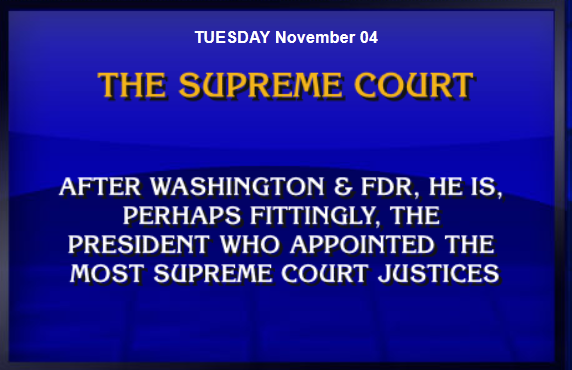 TUESDAY November 04
THE SUPREME COURT
AFTER WASHINGTON & FDR, HE IS,
PERHAPS FITTINGLY, THE
PRESIDENT WHO APPOINTED THE
MOST SUPREME COURT JUSTICES